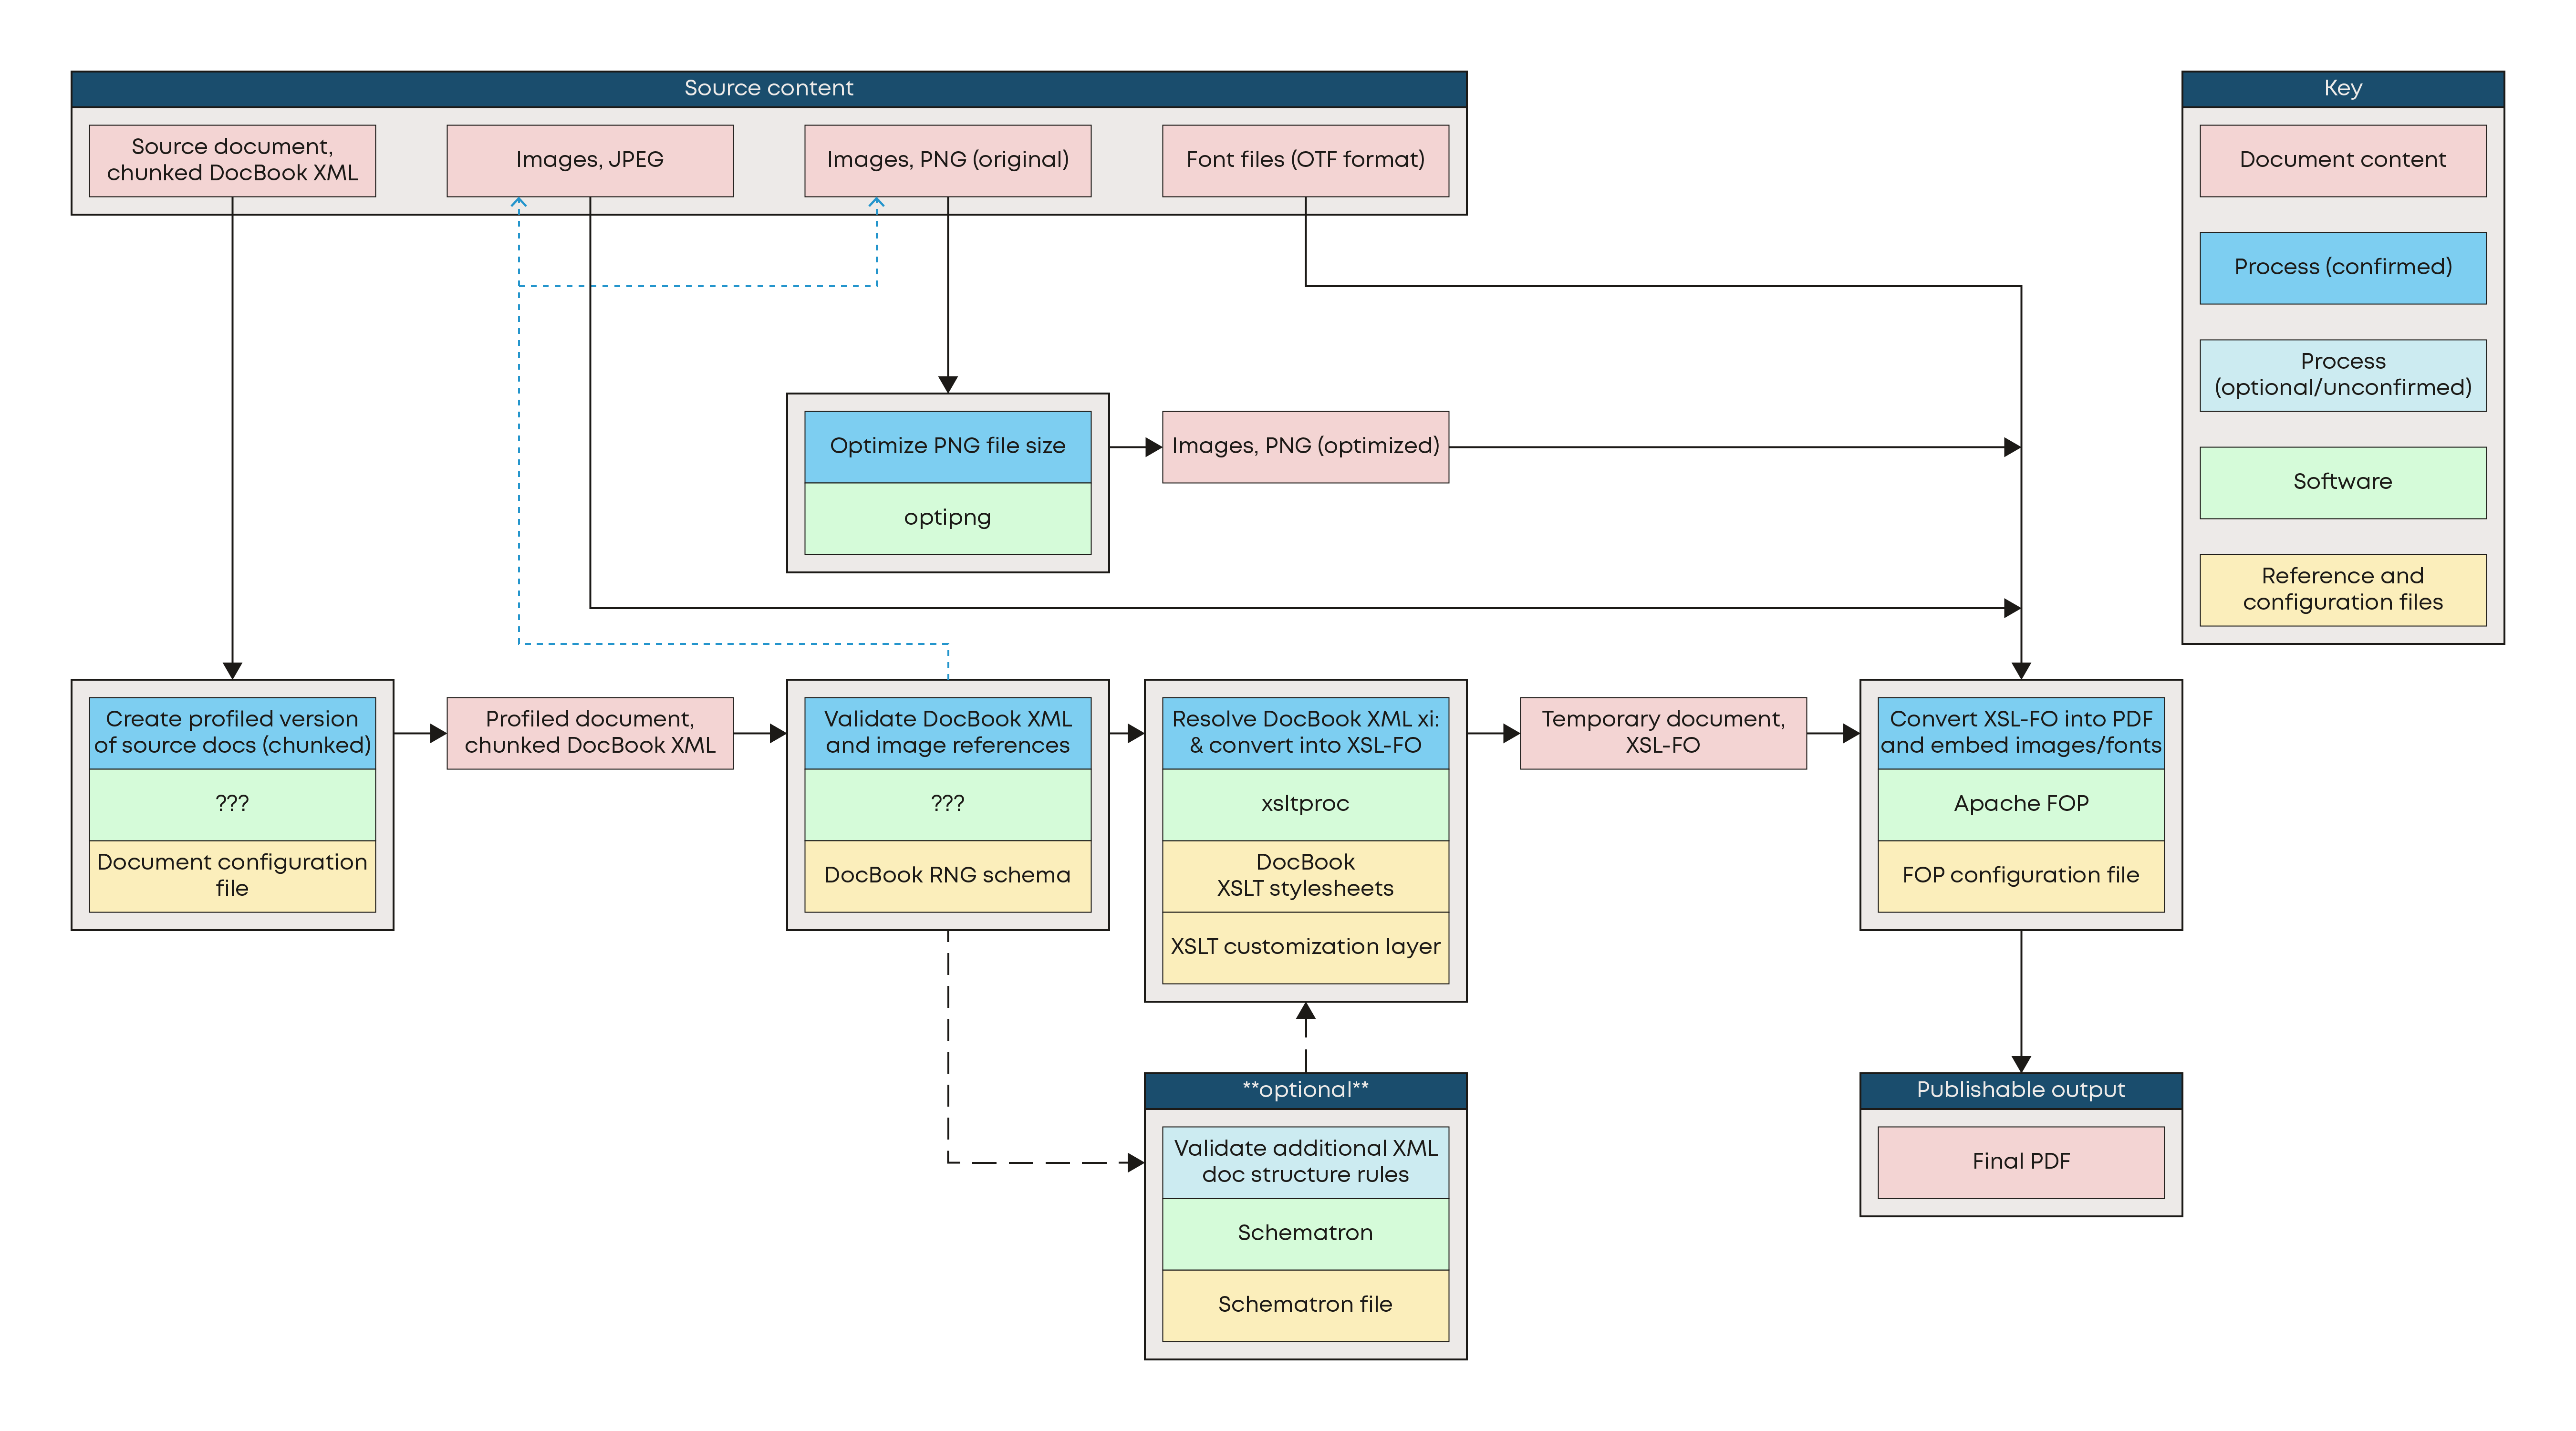 Source content
Source document,
chunked DocBook XML
Images, JPEG
Images, PNG (original)
Font files (OTF format)
Key
Document content
Process (confirmed)
Process
(optional/unconfirmed)
Software
Reference and
configuration files
Optimize PNG file size
optipng
Images, PNG (optimized)
Create profiled version
of source docs (chunked)
???
Document configuration
file
Profiled document,
chunked DocBook XML
Validate DocBook XML
and image references
???
DocBook RNG schema
Resolve DocBook XML xi:
& convert into XSL-FO
xsltproc
DocBook
XSLT stylesheets
XSLT customization layer
Temporary document,
XSL-FO
Convert XSL-FO into PDF
and embed images/fonts
Apache FOP
FOP configuration file
**optional**
Validate additional XML
doc structure rules
Schematron
Schematron file
Publishable output
Final PDF